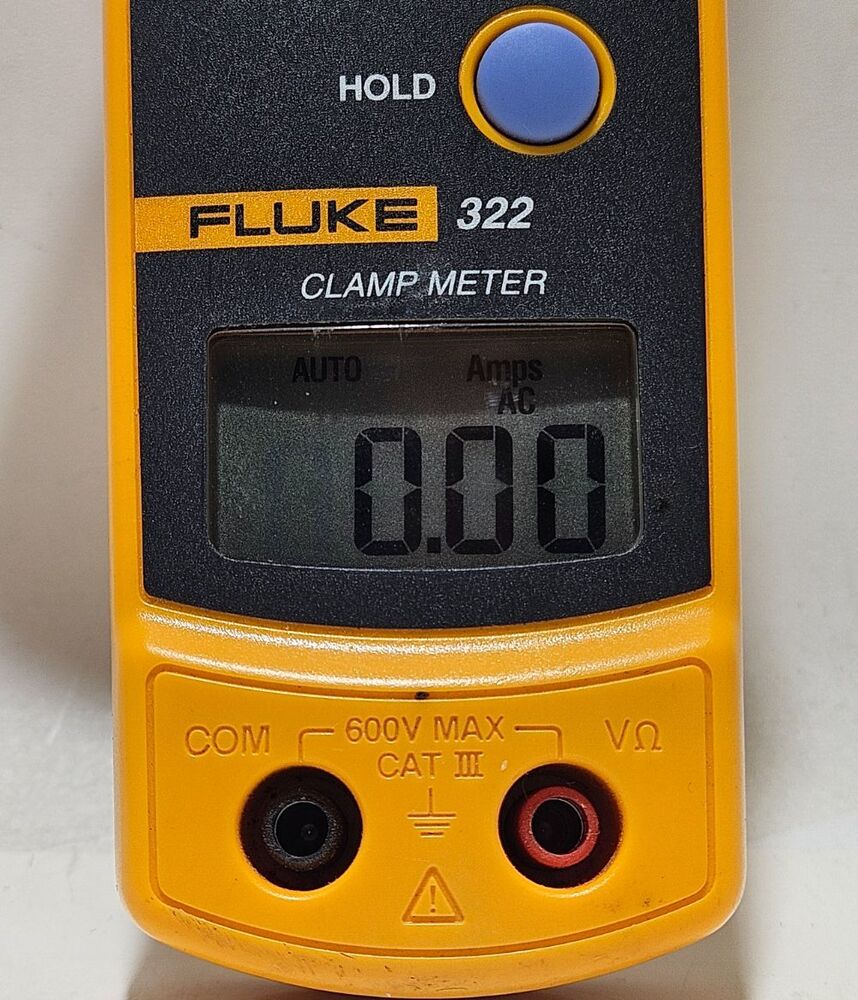 HOLD
FLUKE 322
CLAMP METER
AUTO Amps
AC
0.00
COM 600V MAX VΩ
CAT III